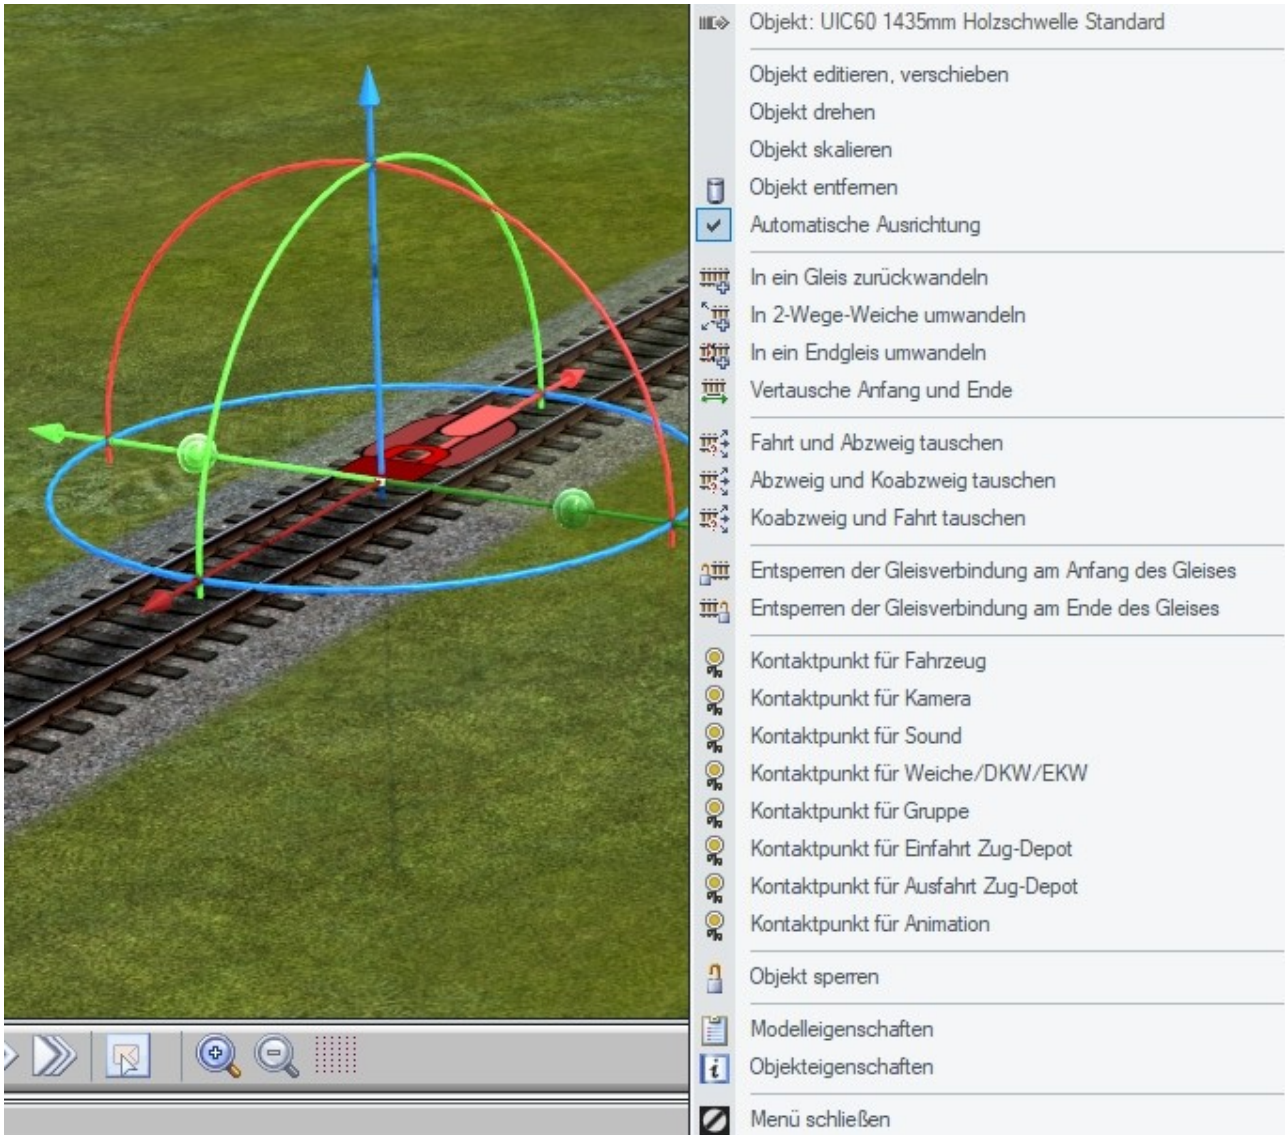 Objekt: UIC60 1435mm Holzschwelle Standard
Objekt editieren, verschieben
Objekt drehen
Objekt skalieren
Objekt entfernen
Automatische Ausrichtung
In ein Gleis zurückwandeln
In 2-Wege-Weiche umwandeln
In ein Endgleis umwandeln
Vertausche Anfang und Ende
Fahrt und Abzweig tauschen
Abzweig und Koabzweig tauschen
Koabzweig und Fahrt tauschen
Entsperren der Gleisverbindung am Anfang des Gleises
Entsperren der Gleisverbindung am Ende des Gleises
Kontaktpunkt für Fahrzeug
Kontaktpunkt für Kamera
Kontaktpunkt für Sound
Kontaktpunkt für Weiche/DKW/EKW
Kontaktpunkt für Gruppe
Kontaktpunkt für Einfahrt Zug-Depot
Kontaktpunkt für Ausfahrt Zug-Depot
Kontaktpunkt für Animation
Objekt sperren
Modelleigenschaften
Objekteigenschaften
Menü schließen